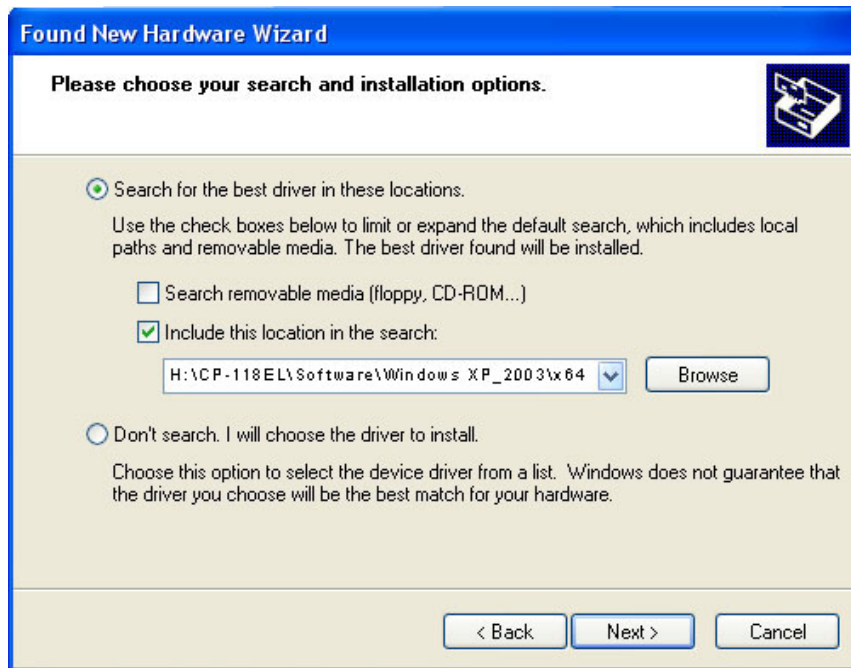 Found New Hardware Wizard
Please choose your search and installation options.
Search for the best driver in these locations.
Use the check boxes below to limit or expand the default search, which includes local
paths and removable media. The best driver found will be installed.
Search removable media (floppy, CD-ROM...)
Include this location in the search:
H:\CP-118EL\Software\Windows XP_2003\x64
Browse
Don't search. I will choose the driver to install.
Choose this option to select the device driver from a list. Windows does not guarantee that
the driver you choose will be the best match for your hardware.
< Back
Next >
Cancel